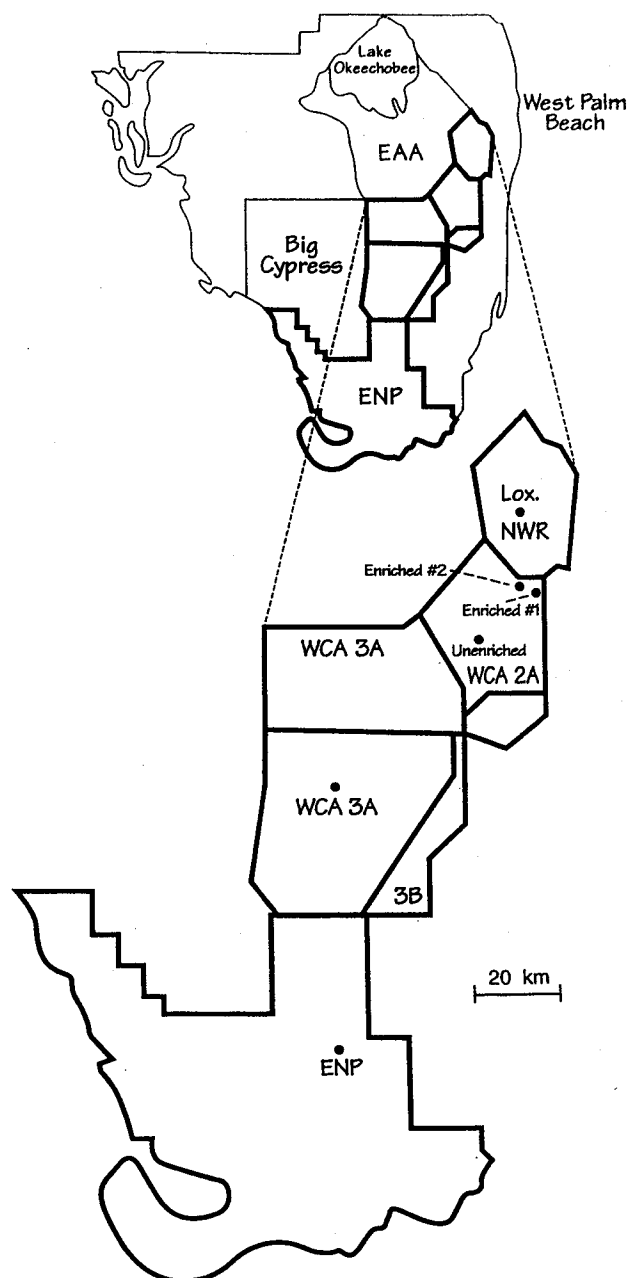 Lake
Okeechobee
West Palm
Beach
EAA
Big
Cypress
ENP
Lox.
NWR
Enriched #2
Enriched #1
Unenriched
WCA 3A
WCA 2A
WCA 3A
3B
20 km
ENP